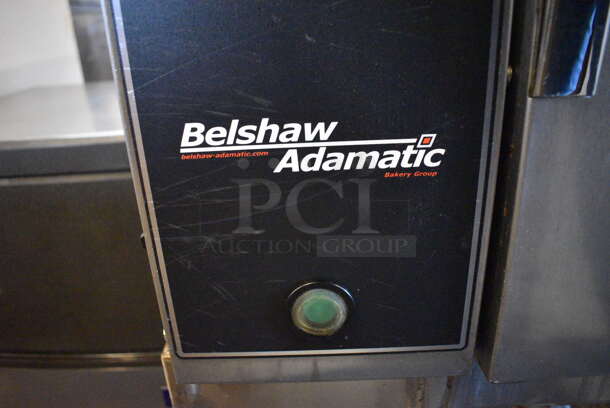 Belshaw
belshaw-adamatic.com
Adamatic
Bakery Group
PCI
AUCTION GROUP